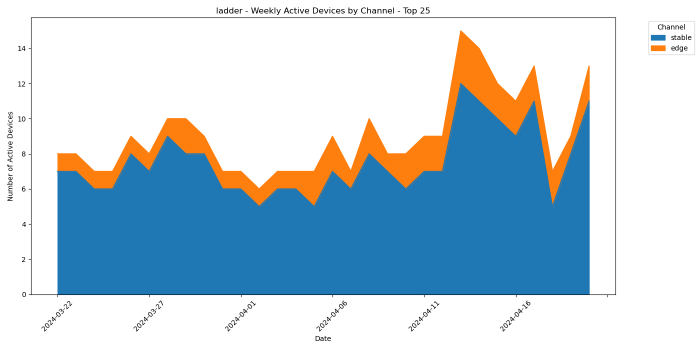 ladder - Weekly Active Devices by Channel - Top 25
Channel
stable
edge
Number of Active Devices
14
12
10
8
6
4
2
0
2024-03-22
2024-03-27
2024-04-01
2024-04-06
2024-04-11
2024-04-16
Date